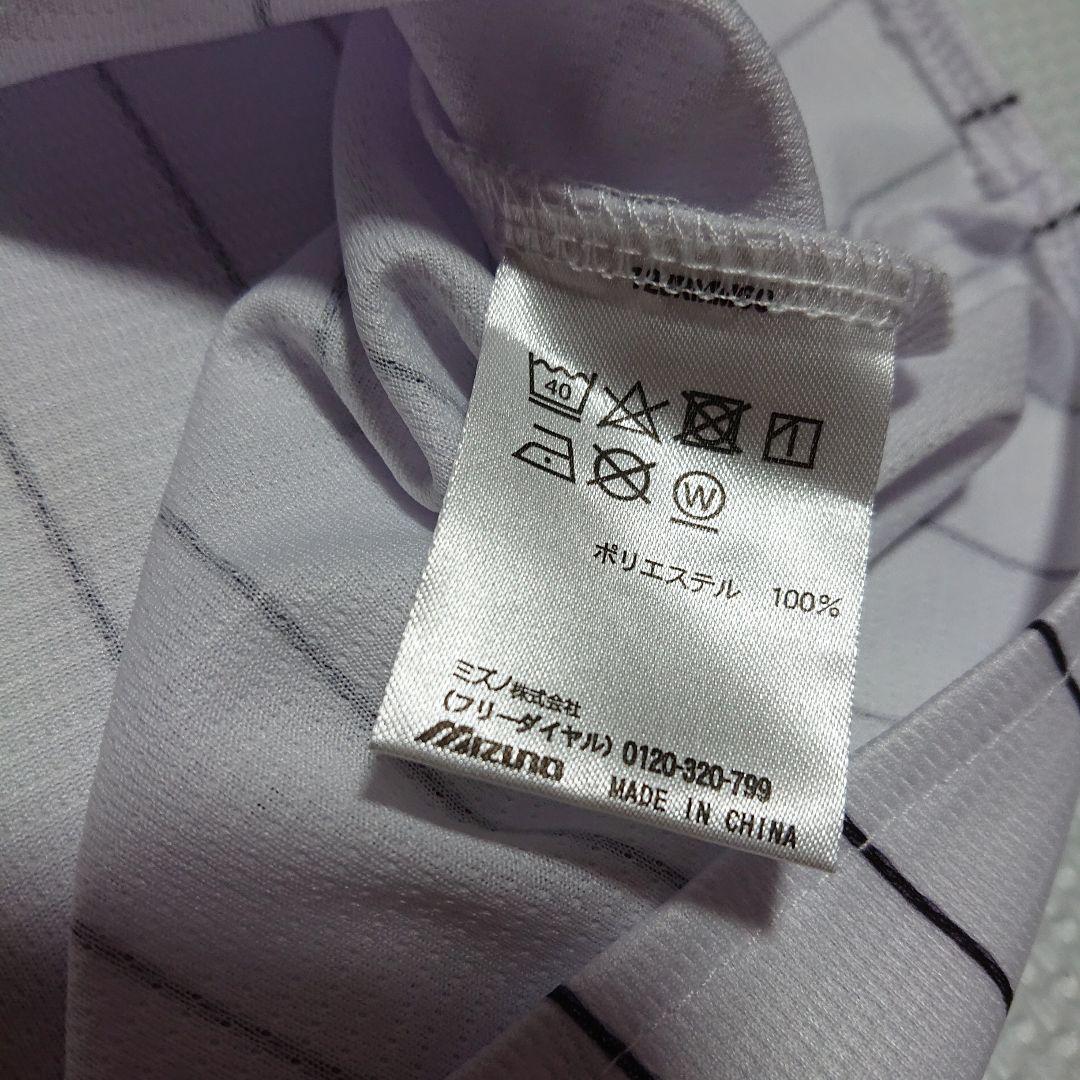 40
W
ポリエステル 100%
ミズノ株式会社
(フリーダイヤル) 0120-320-799
Mizuno
MADE IN CHINA